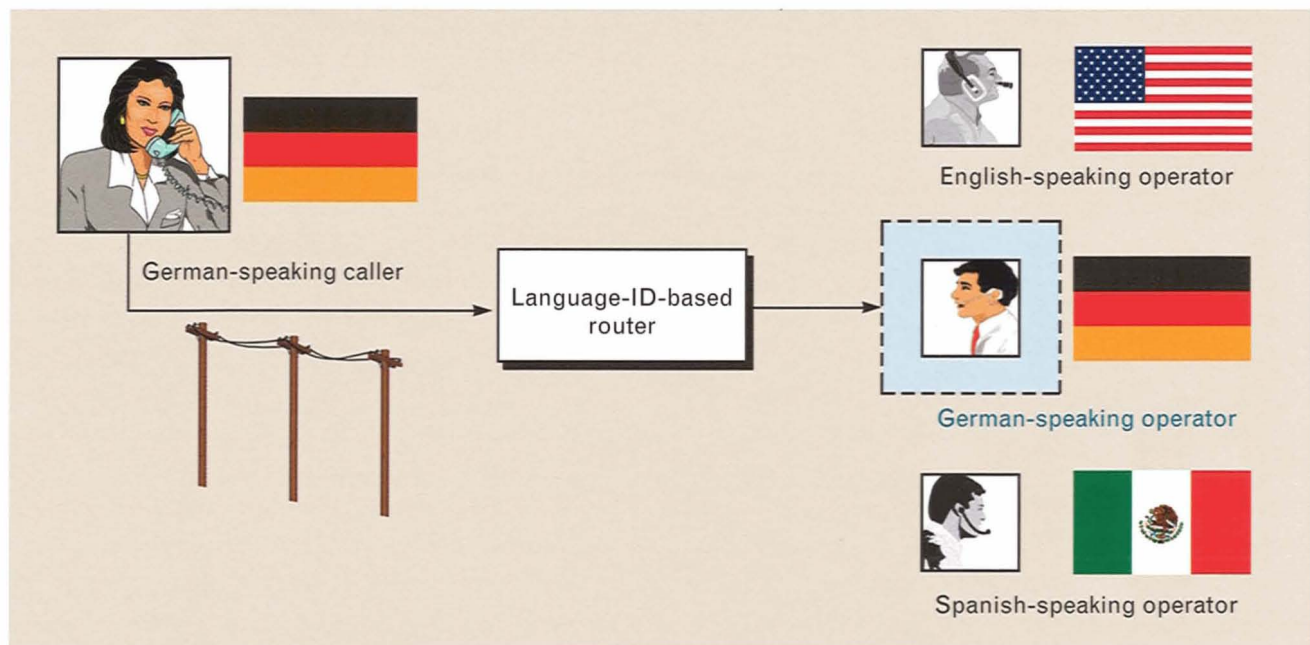 German-speaking caller
Language-ID-based
router
English-speaking operator
German-speaking operator
Spanish-speaking operator